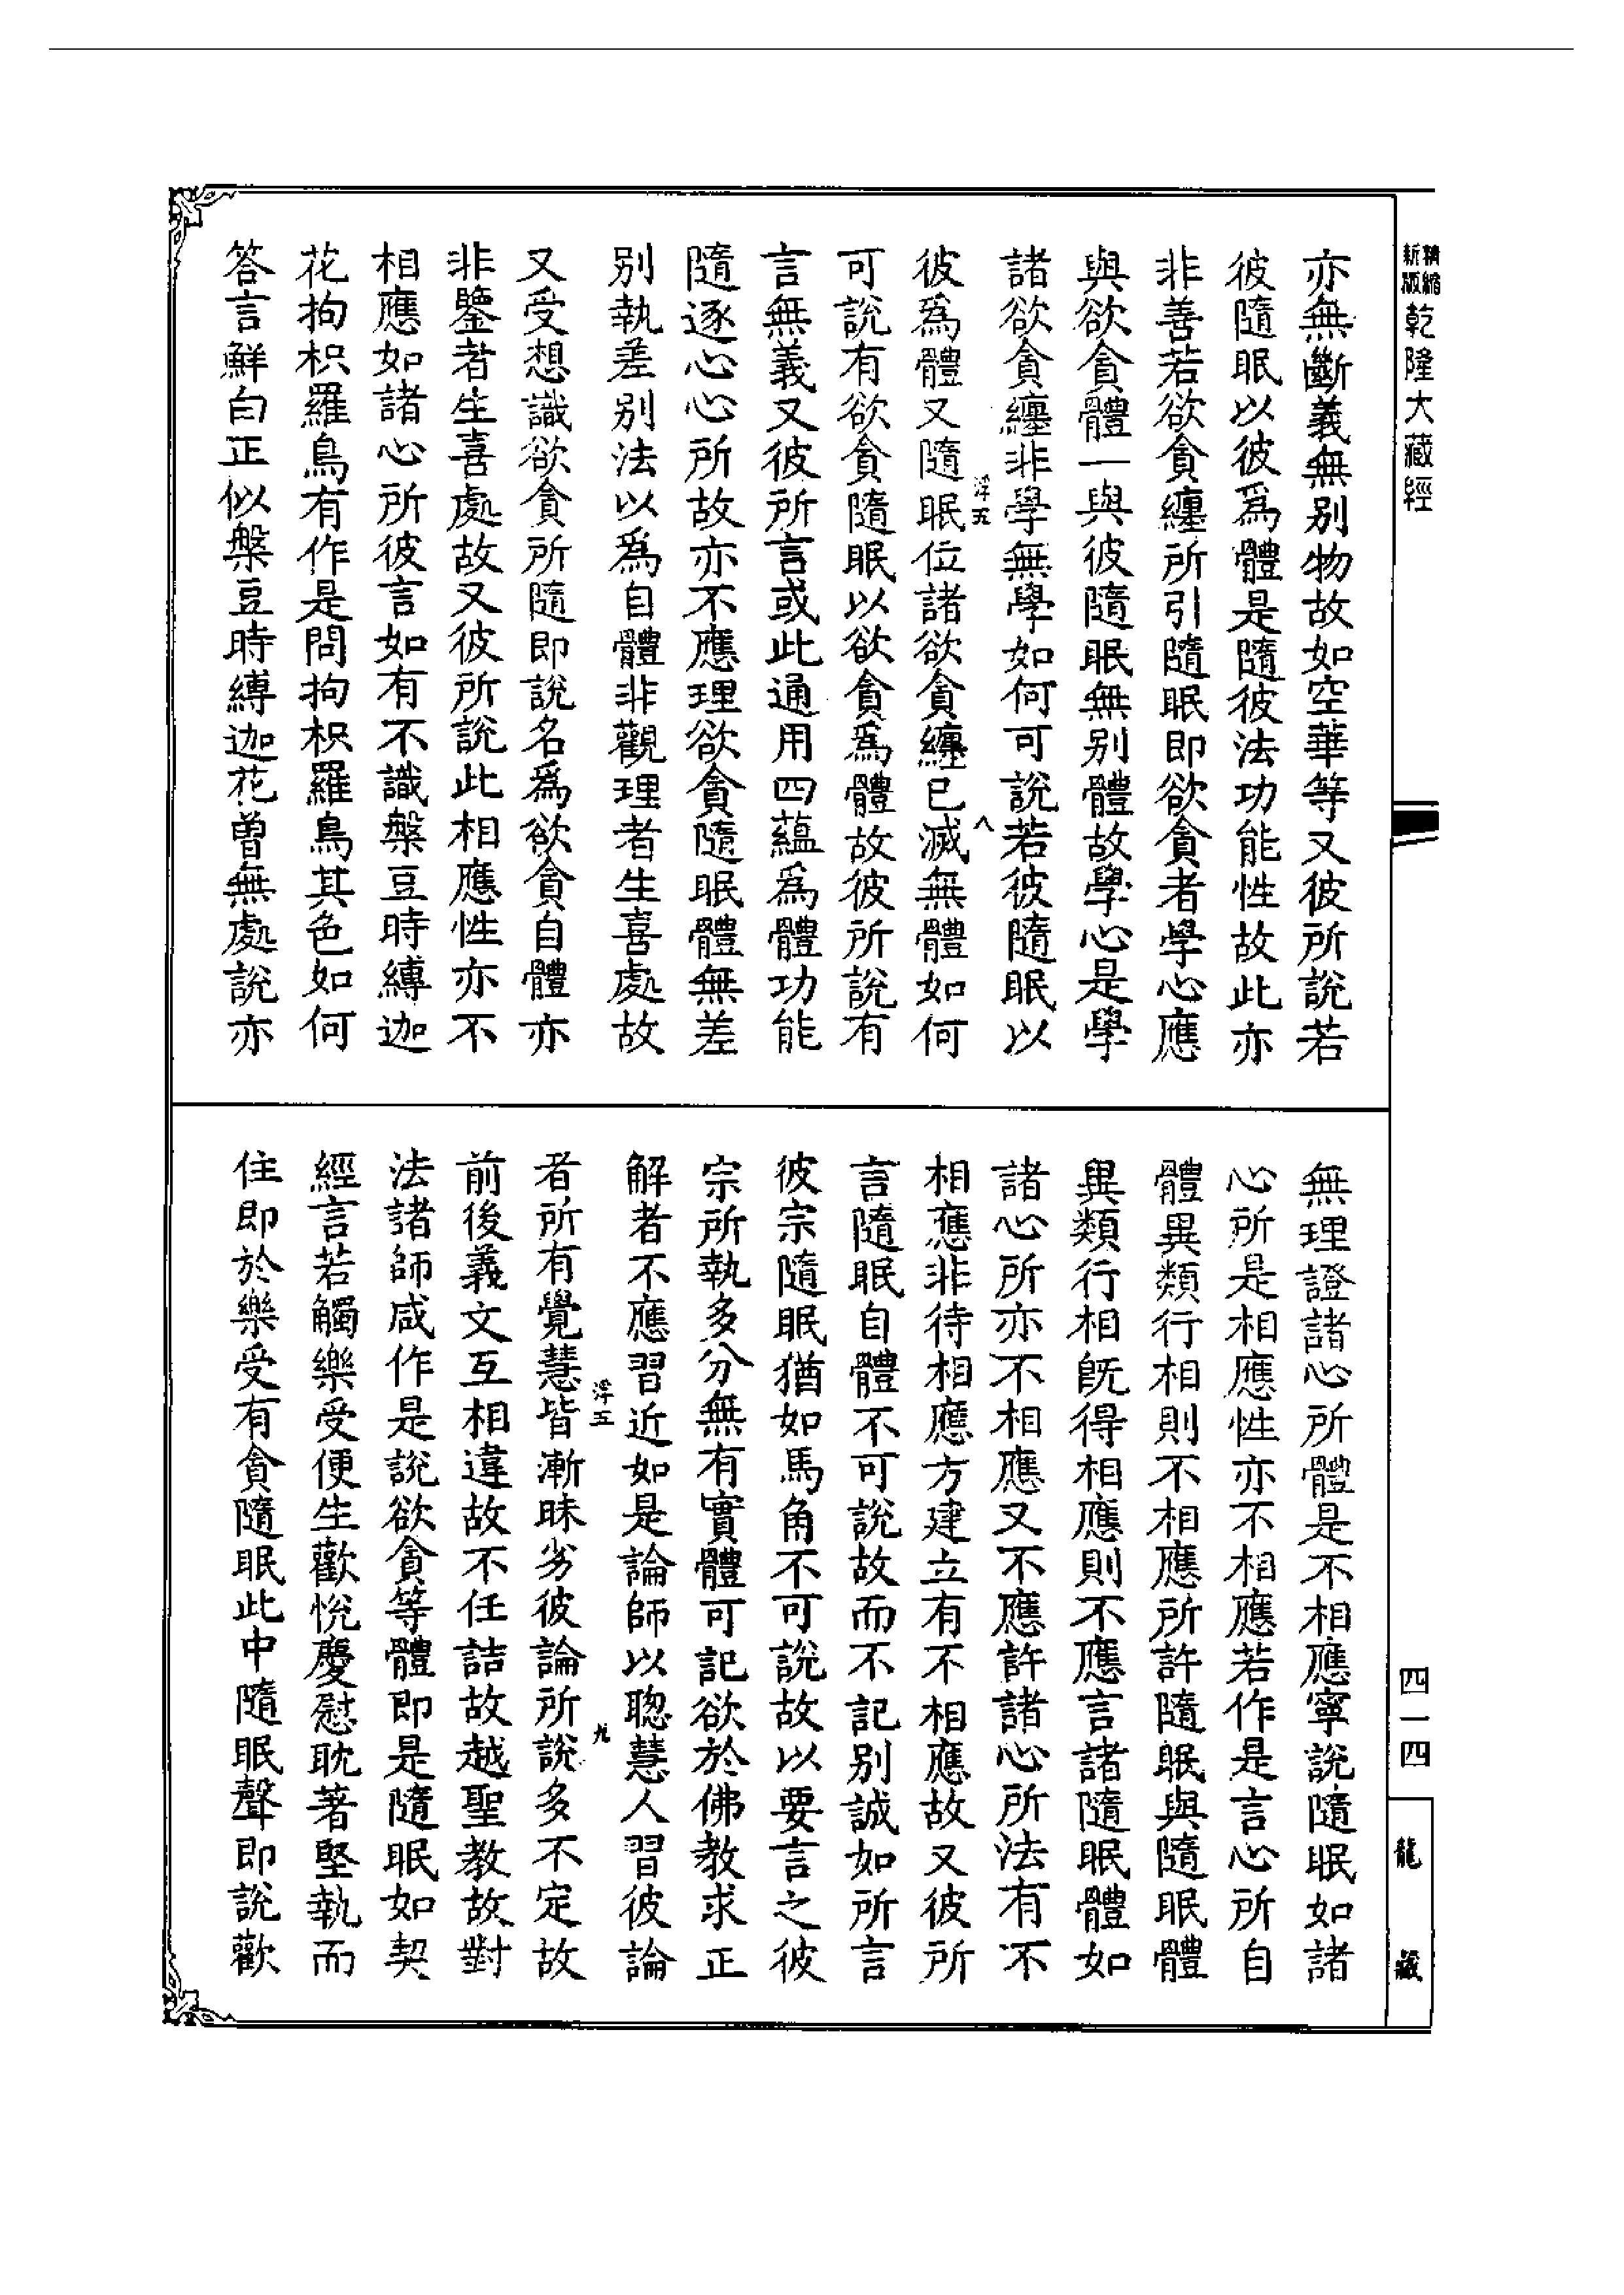 精縮新版乾隆大藏經
亦無斷義無別物故如空華等又彼所說若
彼隨眠以彼爲體是隨彼法功能性故此亦
非善若欲貪纏所引隨眠即欲貪者學心應
與欲貪體一與彼隨眠無別體故學心是學
諸欲貪纏非學無學如何可說若彼隨眠以
浮五 八
彼爲體又隨眠位諸欲貪纏已滅無體如何
可說有欲貪隨眠以欲貪爲體故彼所說有
言無義又彼所言或此通用四蘊爲體功能
隨逐心心所故亦不應理欲貪隨眠體無差
別執差別法以爲自體非觀理者生喜處故
又受想識欲貪所隨即說名爲欲貪自體亦
非鑒者生喜處故又彼所說此相應性亦不
相應如諸心所彼言如有不識槃豆時縛迦
花拘枳羅鳥有作是問拘枳羅鳥其色如何
答言鮮白正似槃豆時縛迦花曾無處說亦
無理證諸心所體是不相應寧說隨眠如諸
心所是相應性亦不相應若作是言心所自
體異類行相則不相應所許隨眠與隨眠體
異類行相旣得相應則不應言諸隨眠體如
諸心所亦不相應又不應許諸心所法有不
相應非待相應方建立有不相應故又彼所
言隨眠自體不可說故而不記別誠如所言
彼宗隨眠猶如馬角不可說故以要言之彼
宗所執多分無有實體可記欲於佛教求正
解者不應習近如是論師以聰慧人習彼論
浮五 九
者所有覺慧皆漸昧劣彼論所說多不定故
前後義文互相違故不任詰故越聖教故對
法諸師咸作是說欲貪等體即是隨眠如契
經言若觸樂受便生歡悅慶慰耽著堅執而
住即於樂受有貪隨眠此中隨眠聲即說歡
四一四
龍藏